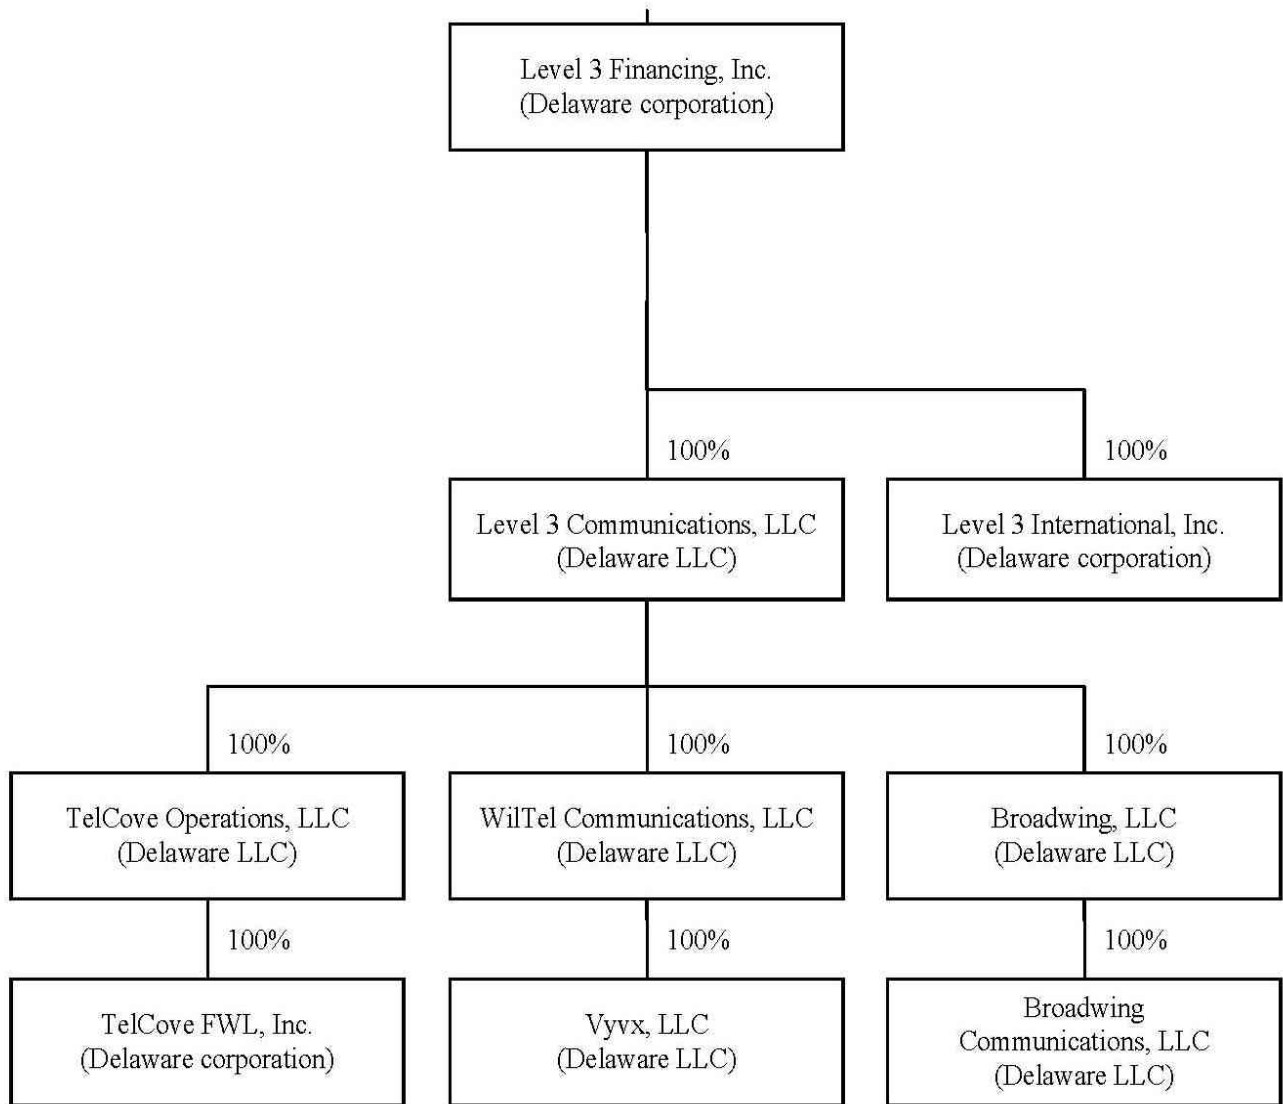 Level 3 Financing, Inc.
(Delaware corporation)
100%
100%
Level 3 Communications, LLC
(Delaware LLC)
Level 3 International, Inc.
(Delaware corporation)
100%
100%
100%
TelCove Operations, LLC
(Delaware LLC)
WilTel Communications, LLC
(Delaware LLC)
Broadwing, LLC
(Delaware LLC)
100%
100%
100%
TelCove FWL, Inc.
(Delaware corporation)
Vyvx, LLC
(Delaware LLC)
Broadwing
Communications, LLC
(Delaware LLC)